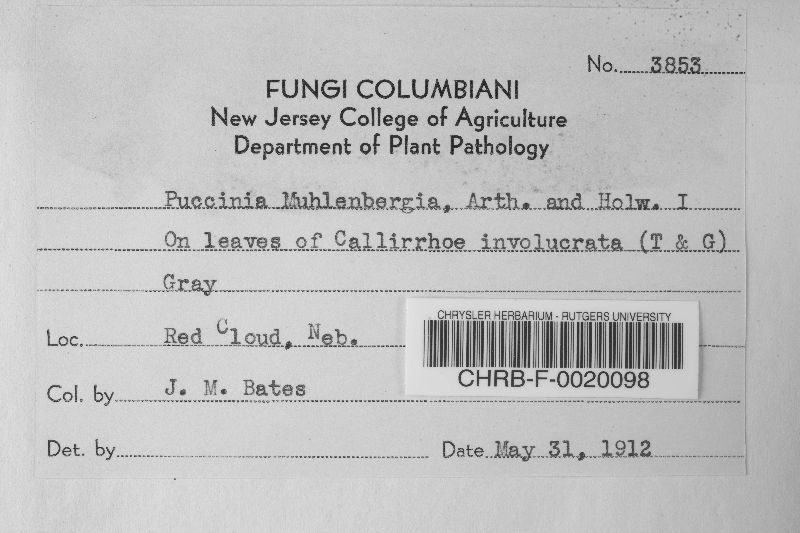 No. 3853
FUNGI COLUMBIANI
New Jersey College of Agriculture
Department of Plant Pathology
Puccinia Muhlenbergia, Arth. and Holw. I
On leaves of Callirrhoe involucrata (T & G)
Gray
Loc. Red Cloud, Neb.
CHRYSLER HERBARIUM - RUTGERS UNIVERSITY
CHRB-F-0020098
Col. by J. M. Bates
Det. by
Date May 31, 1912